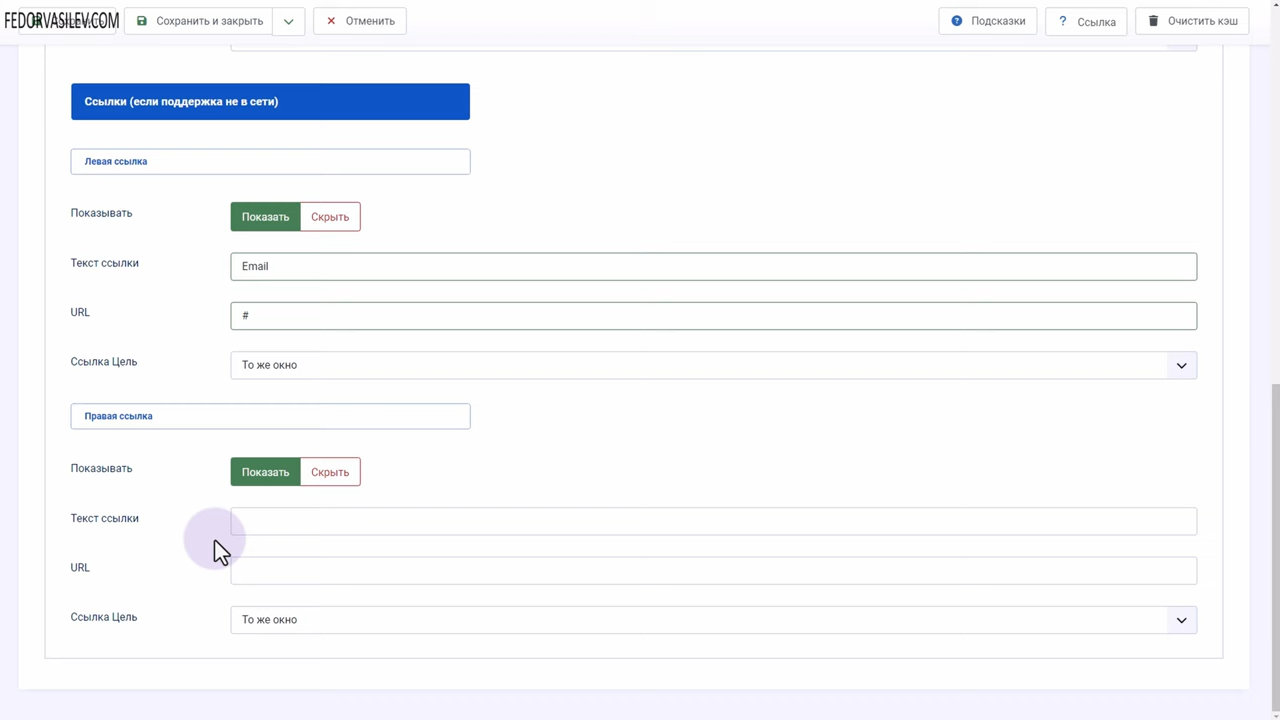 FEDORVASILEV.COM
Сохранить и закрыть
Отменить
Подсказки
? Ссылка
Очистить кэш
Ссылки (если поддержка не в сети)
Левая ссылка
Показывать
Показать Скрыть
Текст ссылки
Email
URL
#
Ссылка Цель
То же окно
Правая ссылка
Показывать
Показать Скрыть
Текст ссылки
URL
Ссылка Цель
То же окно